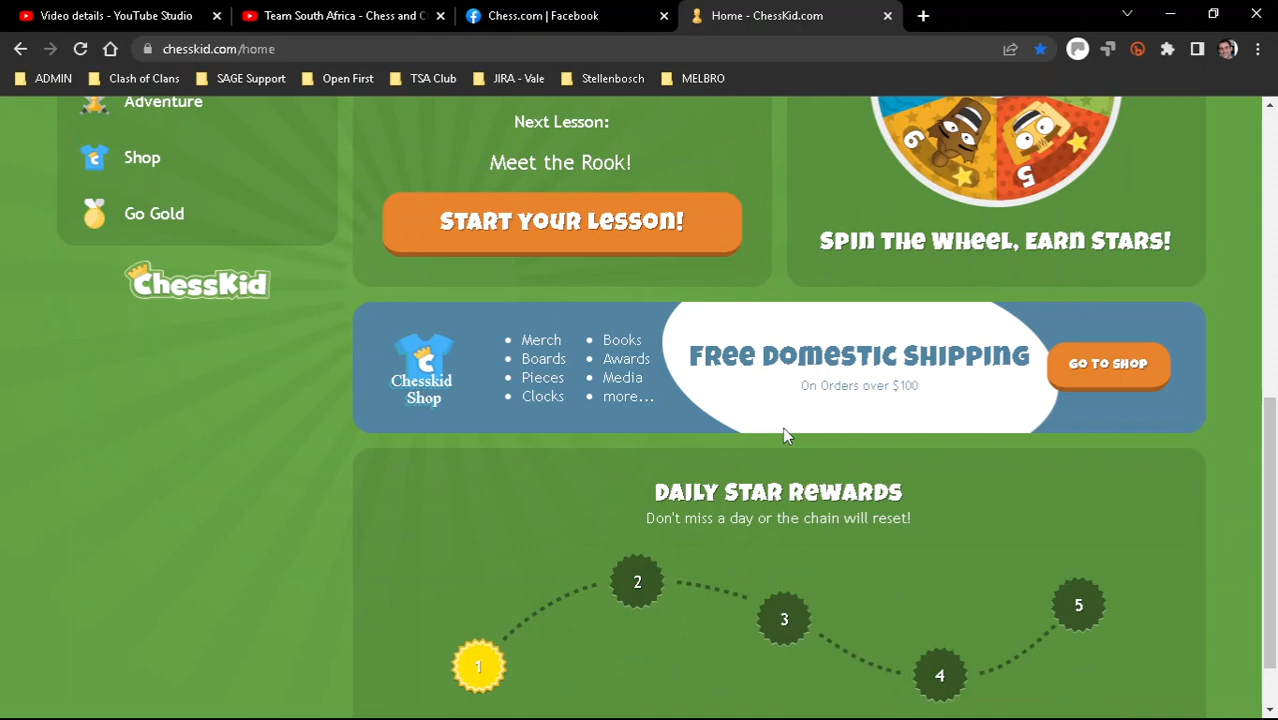 Video details - YouTube Studio
Team South Africa - Chess and C
Chess.com | Facebook
Home - ChessKid.com
chesskid.com/home
ADMIN
Clash of Clans
SAGE Support
Open First
TSA Club
JIRA - Vale
Stellenbosch
MELBRO
Adventure
Shop
Go Gold
ChessKid
Next Lesson:
Meet the Rook!
Start Your Lesson!
6
5
Spin the Wheel, Earn Stars!
Chesskid
Shop
Merch
Boards
Pieces
Clocks
Books
Awards
Media
more...
Free Domestic Shipping
On Orders over $100
Go to Shop
Daily Star Rewards
Don't miss a day or the chain will reset!
1
2
3
4
5